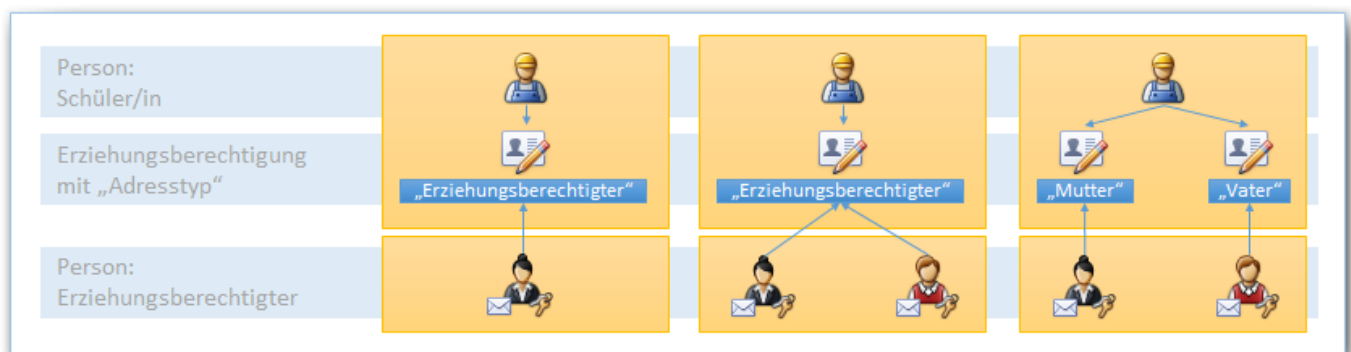 Person:
Schüler/in
Erziehungsberechtigung
mit „Adresstyp“
„Erziehungsberechtigter“
„Erziehungsberechtigter“
„Mutter“
„Vater“
Person:
Erziehungsberechtigter